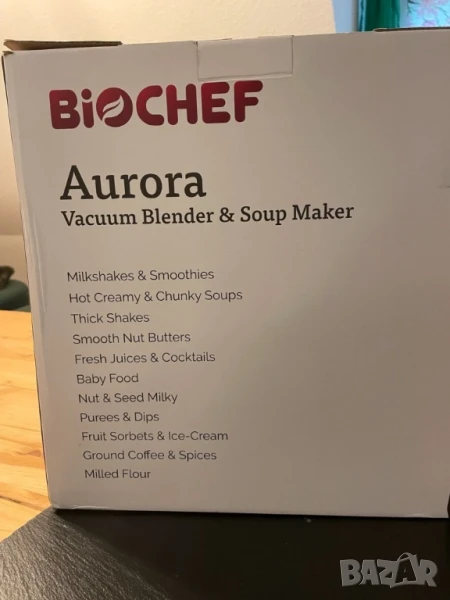 BiOCHEF
Aurora
Vacuum Blender & Soup Maker
Milkshakes & Smoothies
Hot Creamy & Chunky Soups
Thick Shakes
Smooth Nut Butters
Fresh Juices & Cocktails
Baby Food
Nut & Seed Milky
Purees & Dips
Fruit Sorbets & Ice-Cream
Ground Coffee & Spices
Milled Flour
BAZAR